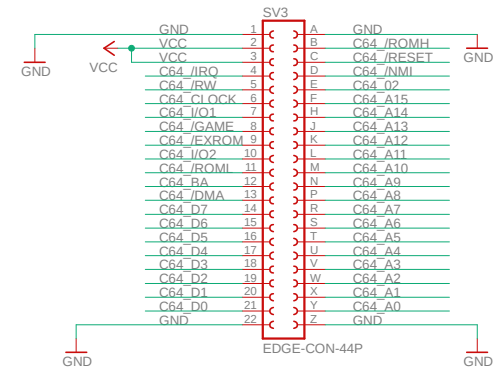 SV3
GND 1 A GND
VCC 2 B C64_/ROMH
VCC 3 C C64_/RESET
C64_/IRQ 4 D C64_/NMI
C64_/RW 5 E C64_02
C64_CLOCK 6 F C64_A15
C64_I/O1 7 H C64_A14
C64_/GAME 8 J C64_A13
C64_/EXROM 9 K C64_A12
C64_I/O2 10 L C64_A11
C64_/ROML 11 M C64_A10
C64_BA 12 N C64_A9
C64_/DMA 13 P C64_A8
C64_D7 14 R C64_A7
C64_D6 15 S C64_A6
C64_D5 16 T C64_A5
C64_D4 17 U C64_A4
C64_D3 18 V C64_A3
C64_D2 19 W C64_A2
C64_D1 20 X C64_A1
C64_D0 21 Y C64_A0
GND 22 Z GND
GND
VCC
GND
EDGE-CON-44P
GND
GND